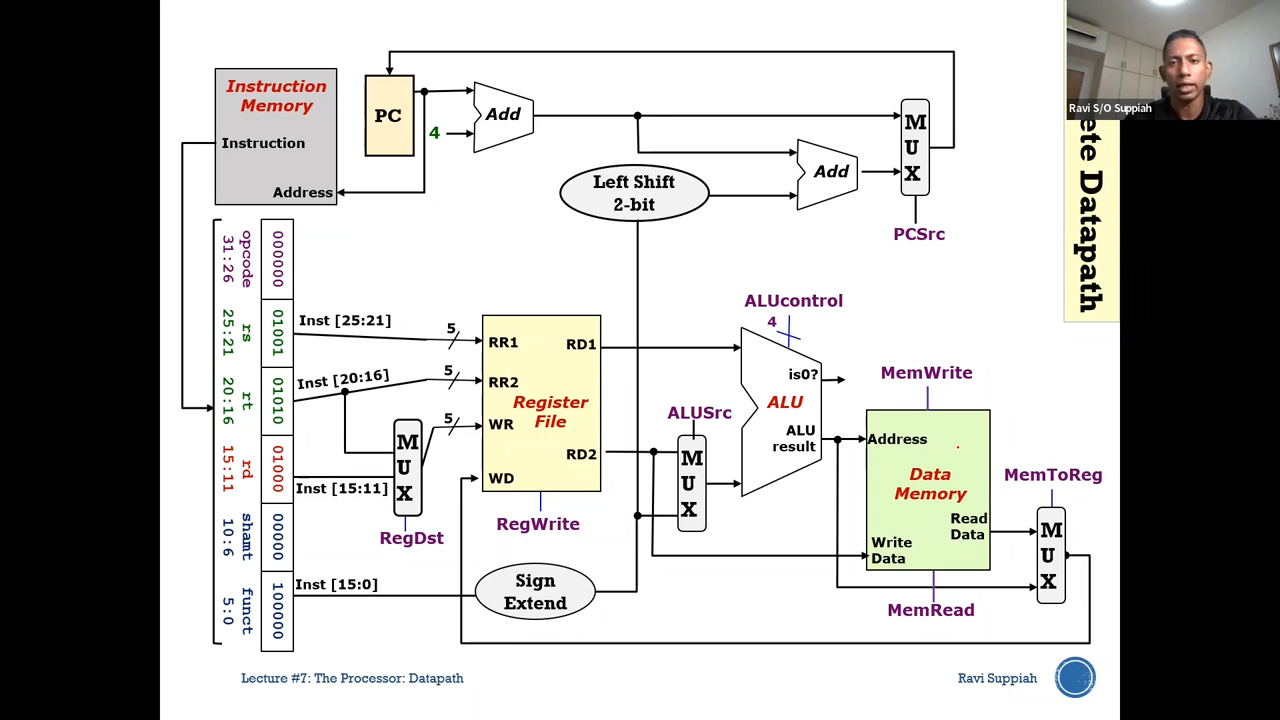 Ravi S/O Suppiah
ete Datapath
Instruction
Memory
Instruction
Address
PC
4
Add
Left Shift
2-bit
Add
M
U
X
PCSrc
opcode
31:26
000000
rs
25:21
01001
rt
20:16
01010
rd
15:11
01000
shamt
10:6
00000
funct
5:0
100000
Inst [25:21]
5
Inst [20:16]
5
5
M
U
X
Inst [15:11]
RegDst
Inst [15:0]
RR1
RR2
WR
WD
RD1
RD2
Register
File
RegWrite
Sign
Extend
ALUSrc
M
U
X
ALUcontrol
4
is0?
ALU
ALU
result
MemWrite
Address
Data
Memory
Read
Data
Write
Data
MemRead
MemToReg
M
U
X
Lecture #7: The Processor: Datapath
Ravi Suppiah